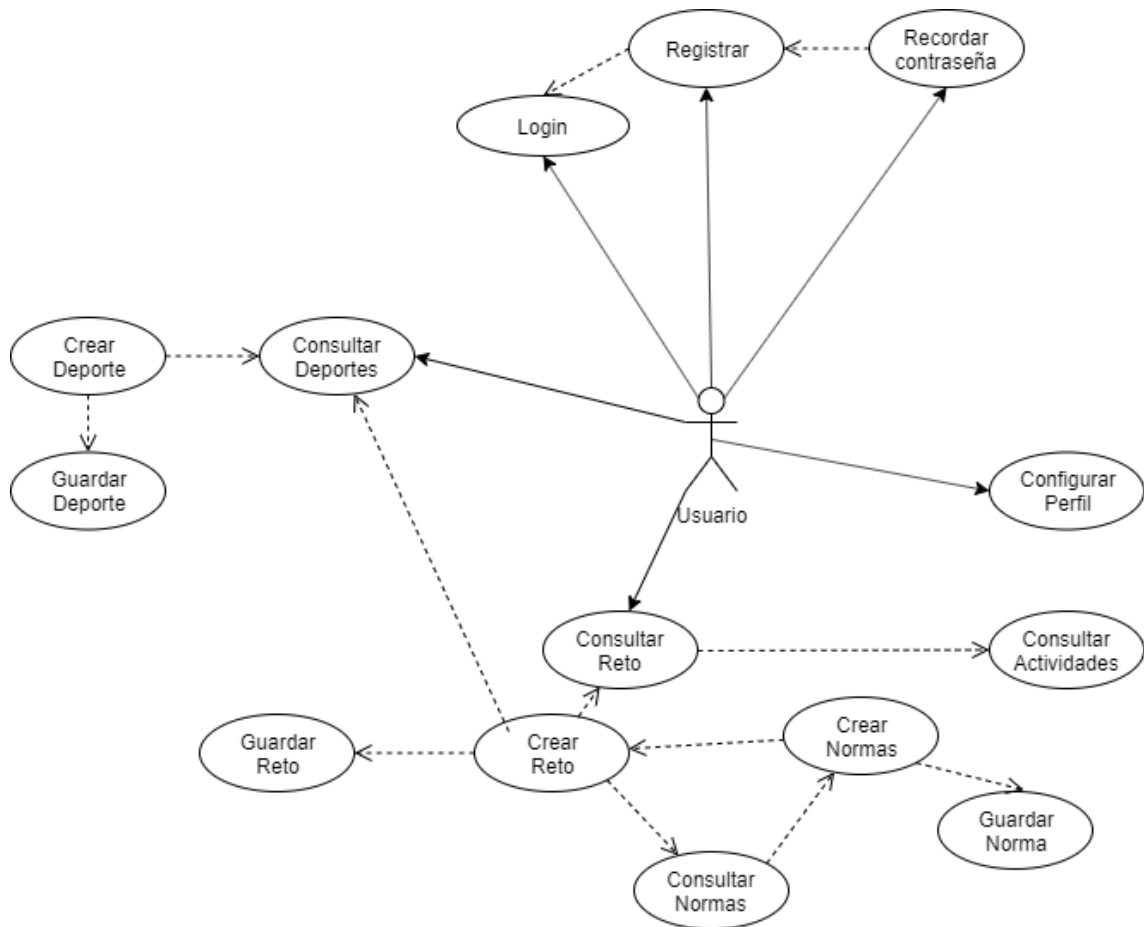 Registrar
Recordar
contraseña
Login
Crear
Deporte
Consultar
Deportes
Guardar
Deporte
Configurar
Perfil
Usuario
Consultar
Reto
Consultar
Actividades
Guardar
Reto
Crear
Reto
Crear
Normas
Guardar
Norma
Consultar
Normas